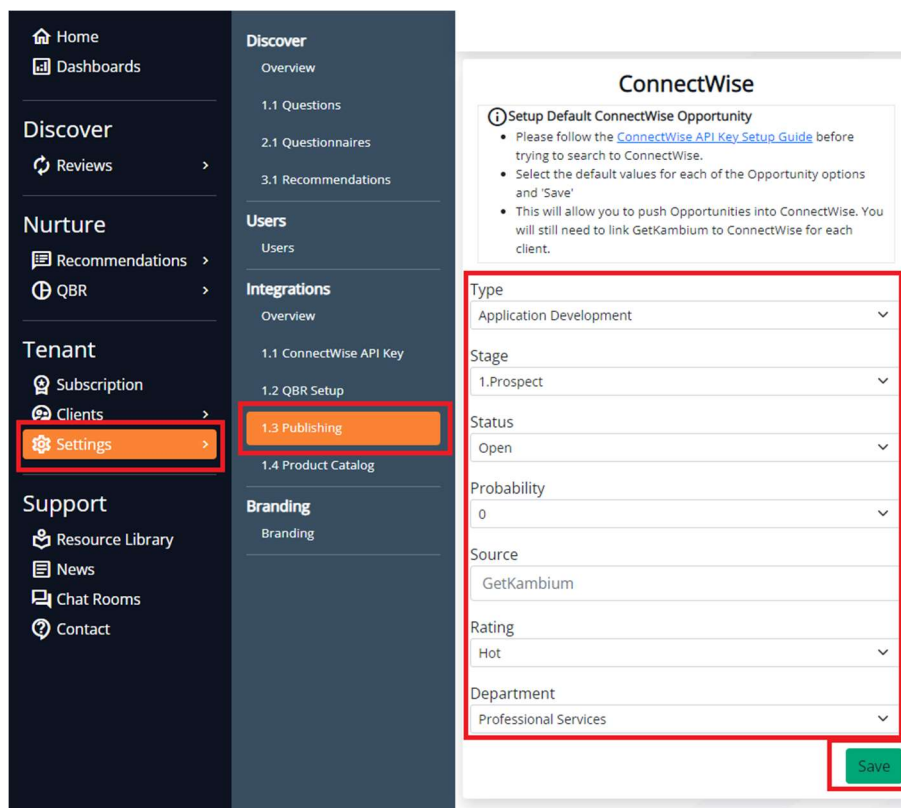 Home
Dashboards
Discover
Reviews
Nurture
Recommendations
QBR
Tenant
Subscription
Clients
Settings
Support
Resource Library
News
Chat Rooms
Contact
Discover
Overview
1.1 Questions
2.1 Questionnaires
3.1 Recommendations
Users
Users
Integrations
Overview
1.1 ConnectWise API Key
1.2 QBR Setup
1.3 Publishing
1.4 Product Catalog
Branding
Branding
ConnectWise
Setup Default ConnectWise Opportunity
• Please follow the ConnectWise API Key Setup Guide before
trying to search to ConnectWise.
• Select the default values for each of the Opportunity options
and 'Save'
• This will allow you to push Opportunities into ConnectWise. You
will still need to link GetKambium to ConnectWise for each
client.
Type
Application Development
Stage
1.Prospect
Status
Open
Probability
0
Source
GetKambium
Rating
Hot
Department
Professional Services
Save